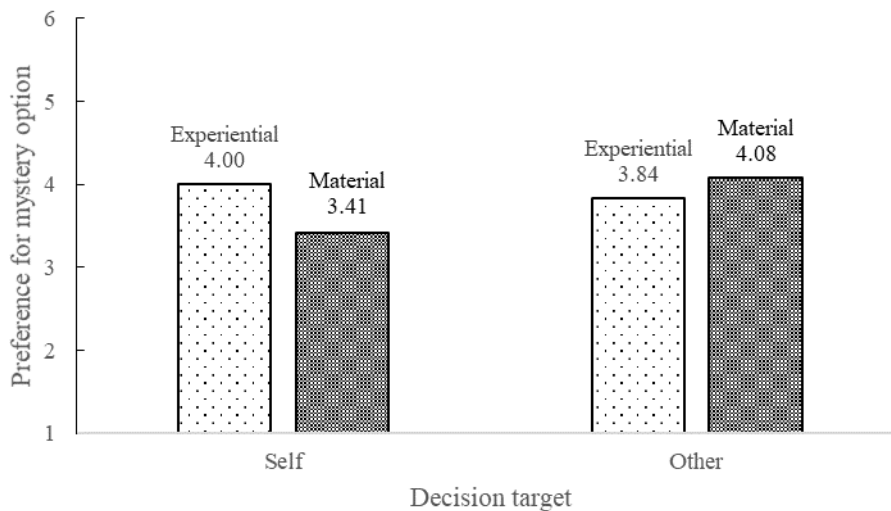 6
5
4
3
2
1
Preference for mystery option
Experiential
4.00
Material
3.41
Experiential
3.84
Material
4.08
Self
Other
Decision target